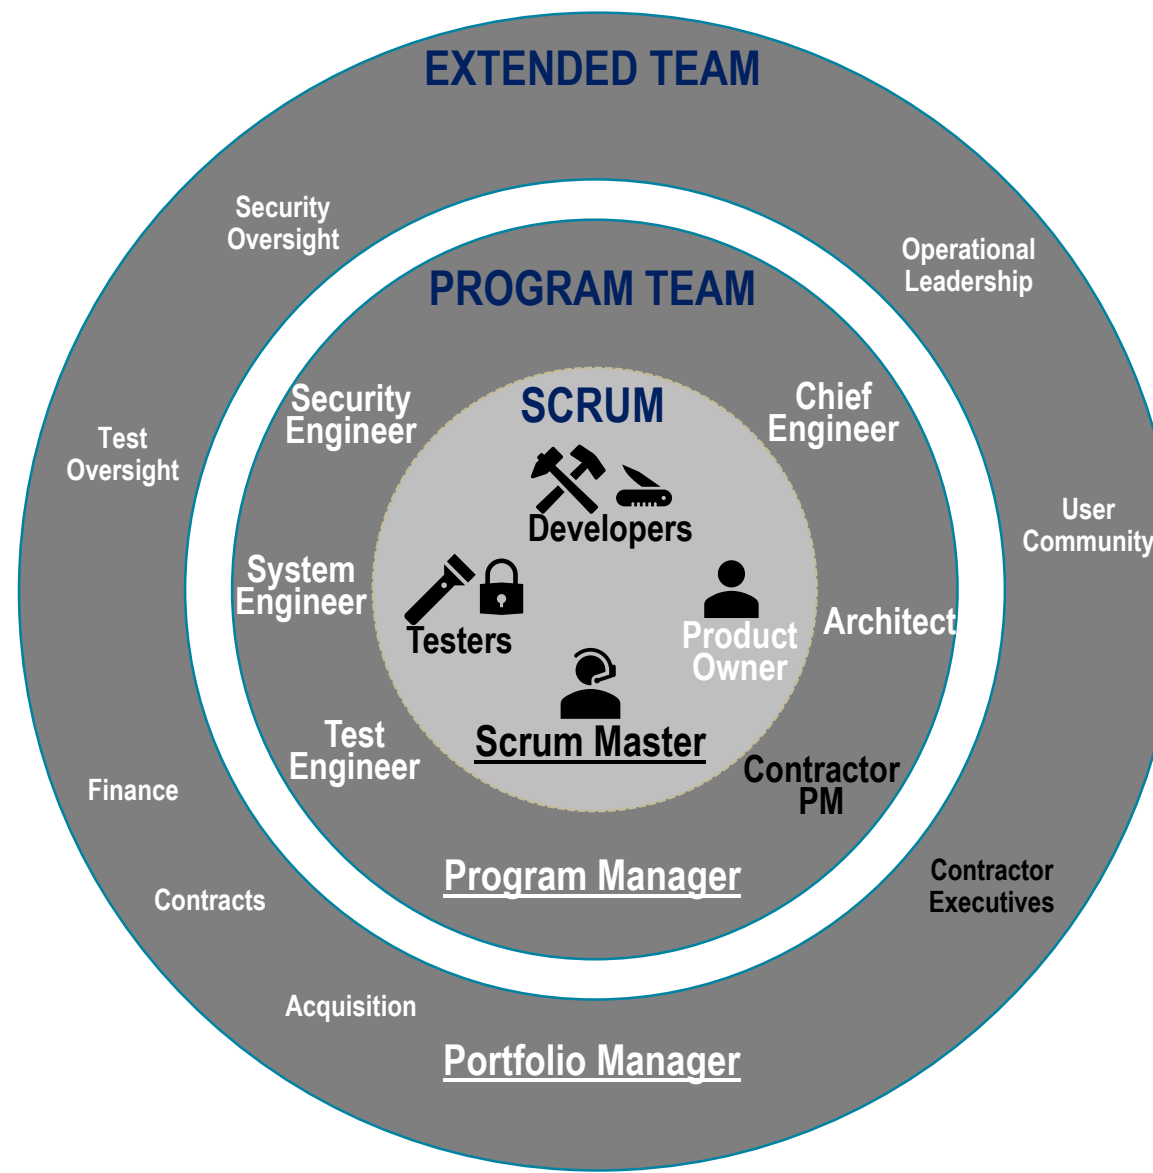 EXTENDED TEAM
Security
Oversight
Operational
Leadership
Test
Oversight
User
Community
Finance
Contracts
Acquisition
Contractor
Executives
Portfolio Manager
PROGRAM TEAM
Security
Engineer
Chief
Engineer
System
Engineer
Architect
Test
Engineer
Contractor
PM
Program Manager
SCRUM
Developers
Testers
Product
Owner
Scrum Master